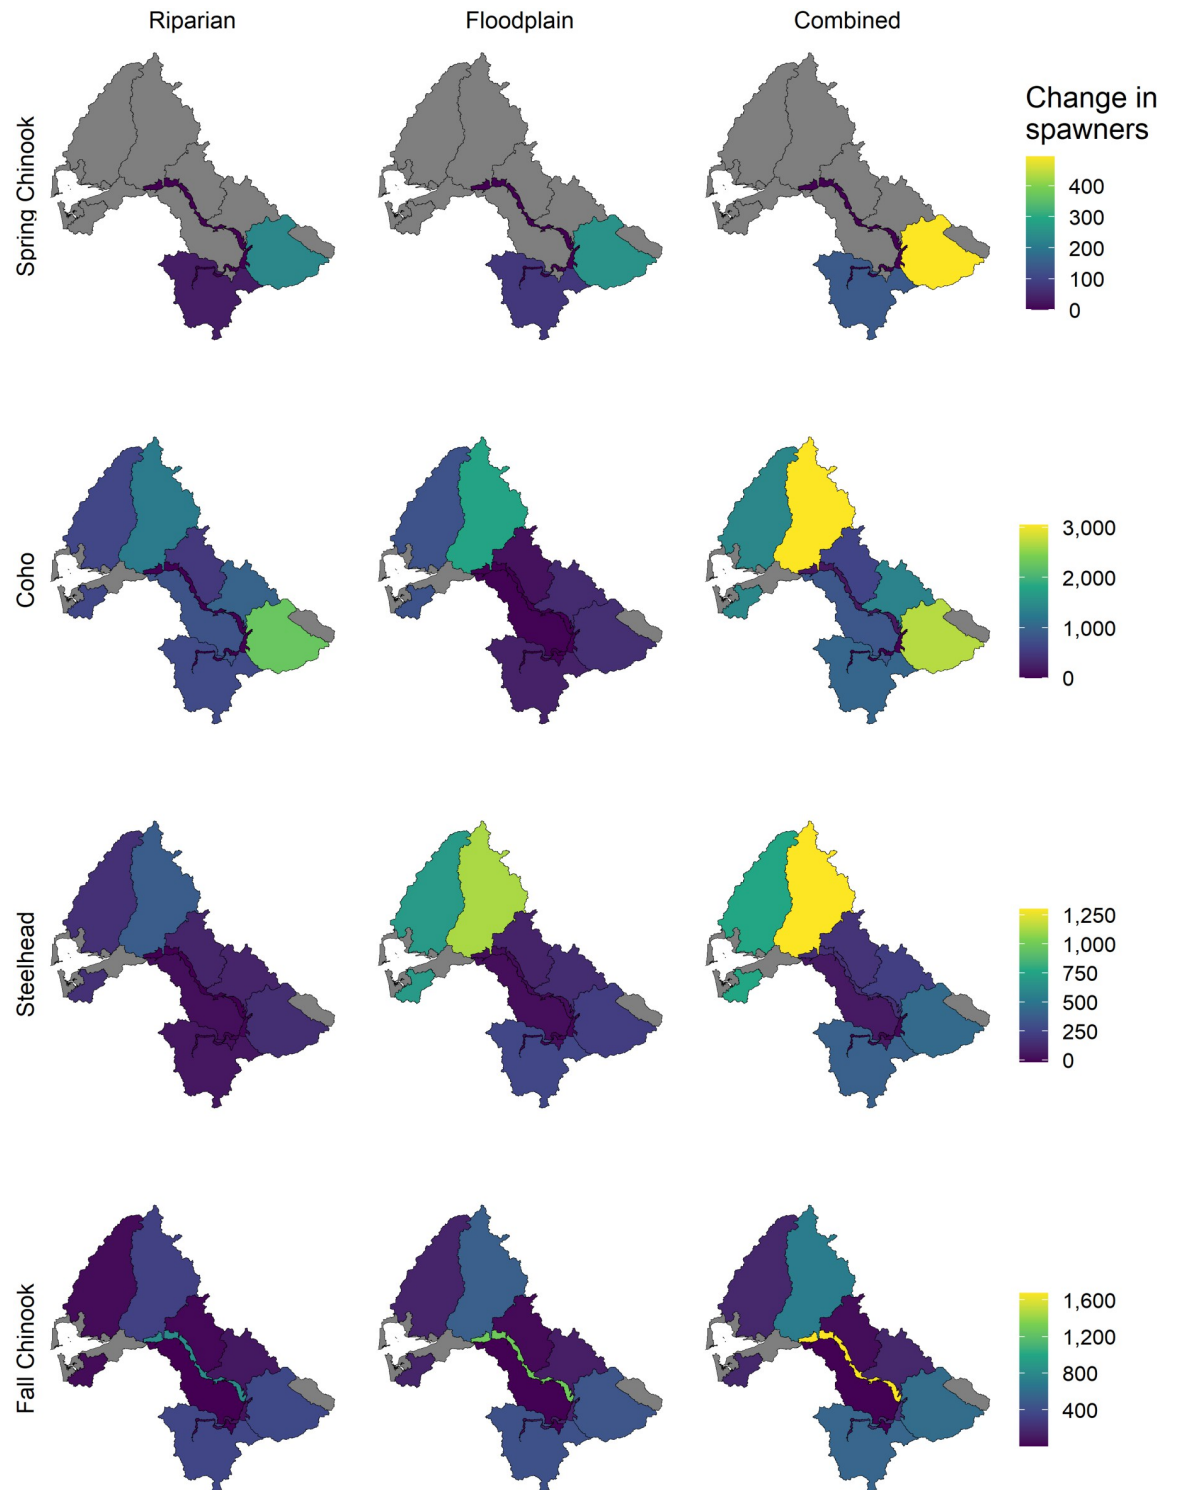 Riparian
Floodplain
Combined
Spring Chinook
Change in
spawners
400
300
200
100
0
Coho
3,000
2,000
1,000
0
Steelhead
1,250
1,000
750
500
250
0
Fall Chinook
1,600
1,200
800
400